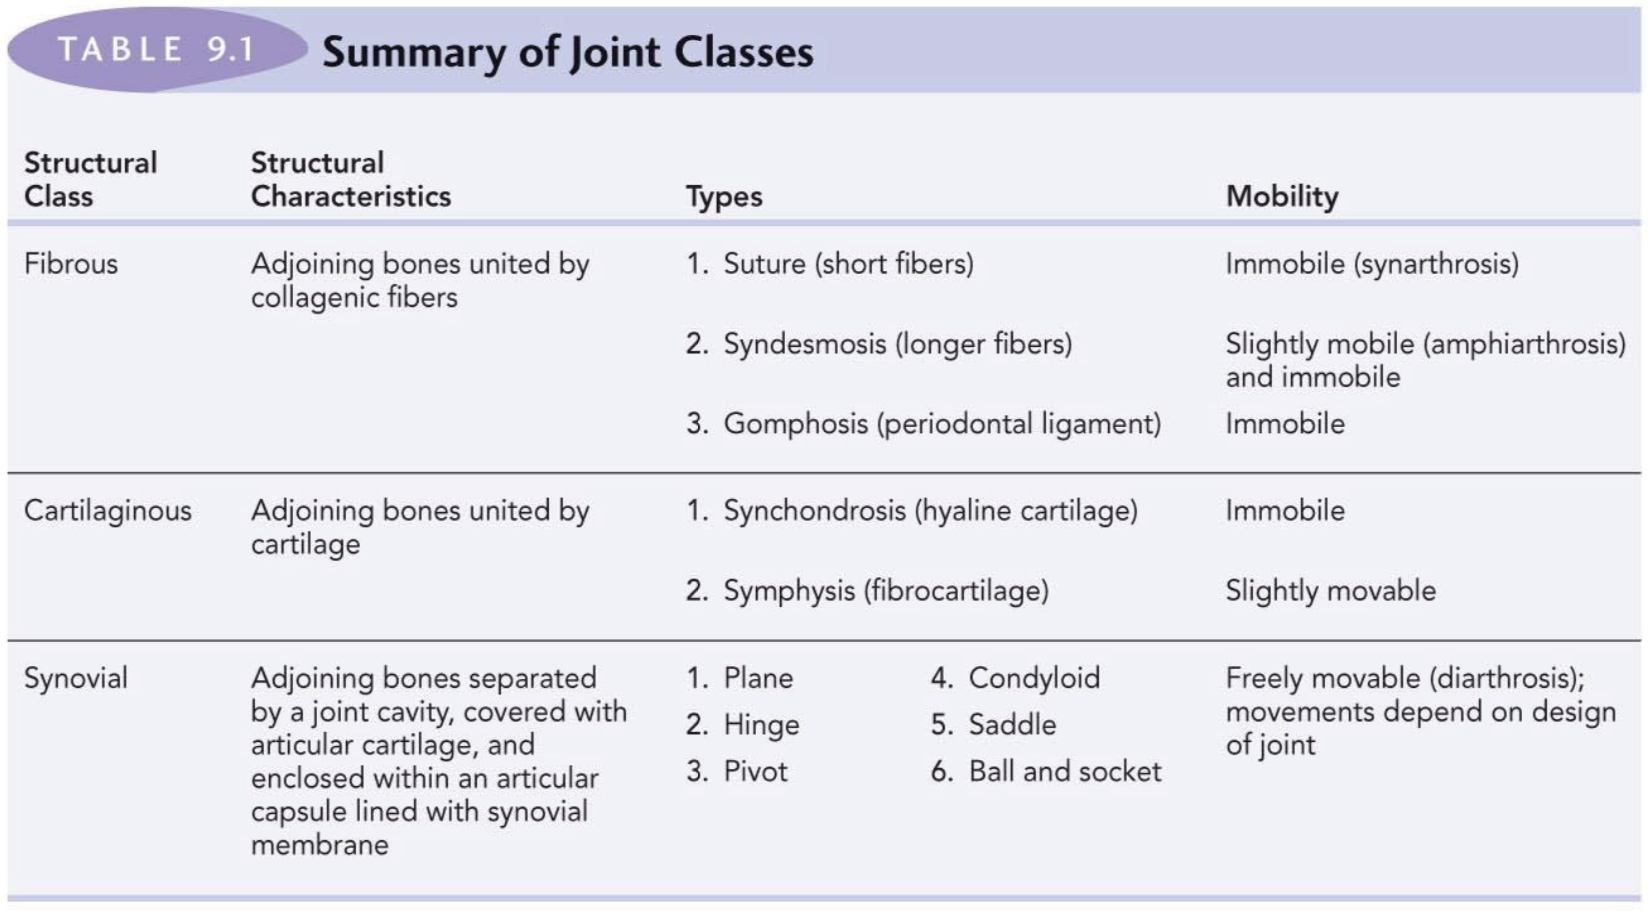 TABLE 9.1 Summary of Joint Classes
Structural Class
Structural Characteristics
Types
Mobility
Fibrous
Adjoining bones united by
collagenic fibers
1. Suture (short fibers)
Immobile (synarthrosis)
2. Syndesmosis (longer fibers)
Slightly mobile (amphiarthrosis)
and immobile
3. Gomphosis (periodontal ligament)
Immobile
Cartilaginous
Adjoining bones united by
cartilage
1. Synchondrosis (hyaline cartilage)
Immobile
2. Symphysis (fibrocartilage)
Slightly movable
Synovial
Adjoining bones separated
by a joint cavity, covered with
articular cartilage, and
enclosed within an articular
capsule lined with synovial
membrane
1. Plane
2. Hinge
3. Pivot
4. Condyloid
5. Saddle
6. Ball and socket
Freely movable (diarthrosis);
movements depend on design
of joint